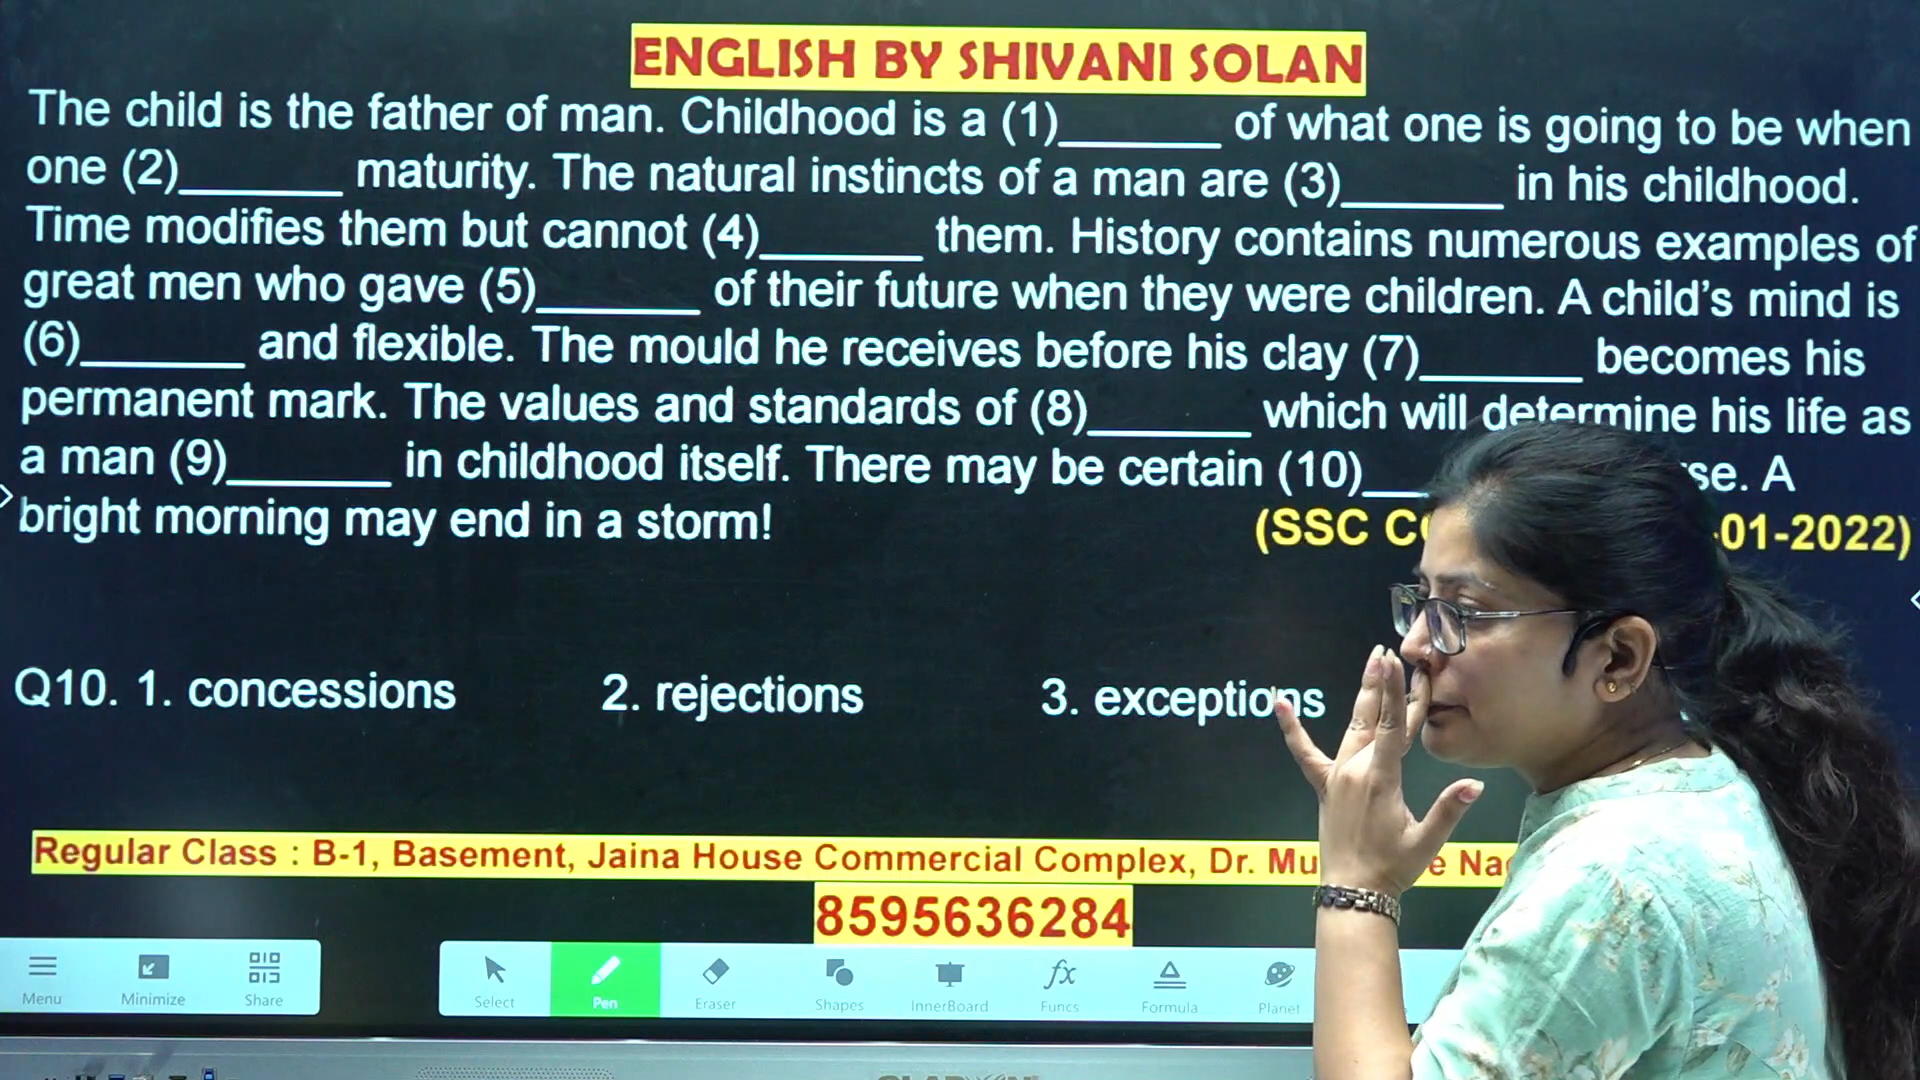 ENGLISH BY SHIVANI SOLAN
The child is the father of man. Childhood is a (1)_______ of what one is going to be when
one (2)_______ maturity. The natural instincts of a man are (3)_______ in his childhood.
Time modifies them but cannot (4)_______ them. History contains numerous examples of
great men who gave (5)_______ of their future when they were children. A child's mind is
(6)_______ and flexible. The mould he receives before his clay (7)_______ becomes his
permanent mark. The values and standards of (8)_______ which will determine his life as
a man (9)_______ in childhood itself. There may be certain (10)___ se. A
bright morning may end in a storm!
(SSC -01-2022)
Q10. 1. concessions 2. rejections 3. exceptions
Regular Class : B-1, Basement, Jaina House Commercial Complex, Dr.
8595636284
Menu Minimize Share Select Pen Eraser Shapes InnerBoard Funcs Formula Planet